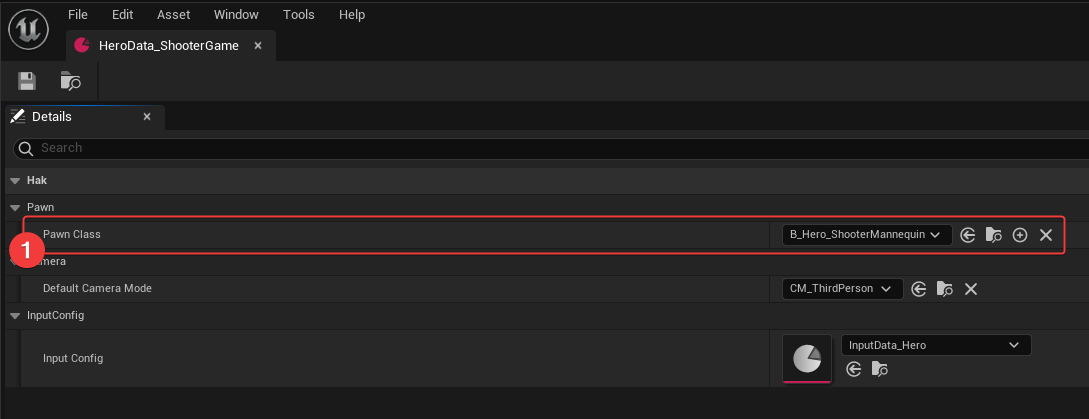 File Edit Asset Window Tools Help
HeroData_ShooterGame
Details
Search
Hak
Pawn
Pawn Class B_Hero_ShooterMannequin
1
mera
Default Camera Mode CM_ThirdPerson
InputConfig
Input Config InputData_Hero